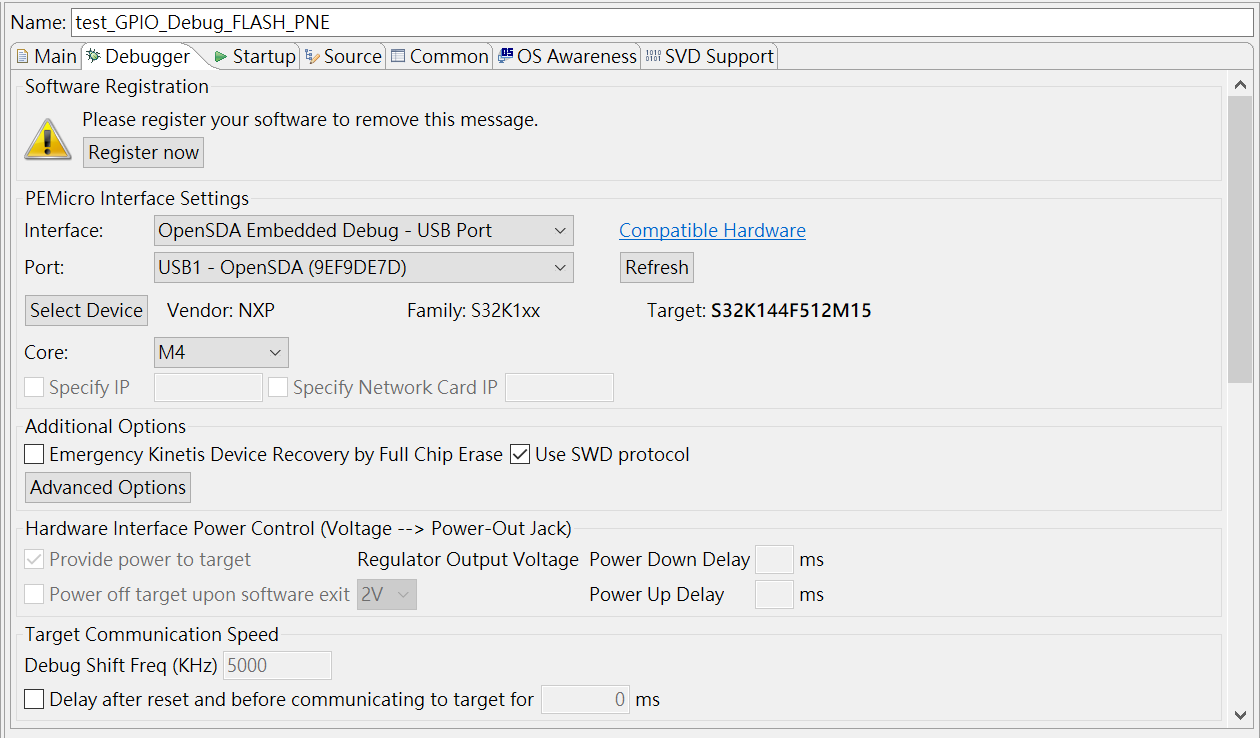 Name: test_GPIO_Debug_FLASH_PNE
Main Debugger Startup Source Common OS Awareness SVD Support
Software Registration
Please register your software to remove this message.
Register now
PEMicro Interface Settings
Interface: OpenSDA Embedded Debug - USB Port Compatible Hardware
Port: USB1 - OpenSDA (9EF9DE7D) Refresh
Select Device Vendor: NXP Family: S32K1xx Target: S32K144F512M15
Core: M4
Specify IP Specify Network Card IP
Additional Options
Emergency Kinetis Device Recovery by Full Chip Erase Use SWD protocol
Advanced Options
Hardware Interface Power Control (Voltage --> Power-Out Jack)
Provide power to target Regulator Output Voltage Power Down Delay ms
Power off target upon software exit 2V Power Up Delay ms
Target Communication Speed
Debug Shift Freq (KHz) 5000
Delay after reset and before communicating to target for 0 ms